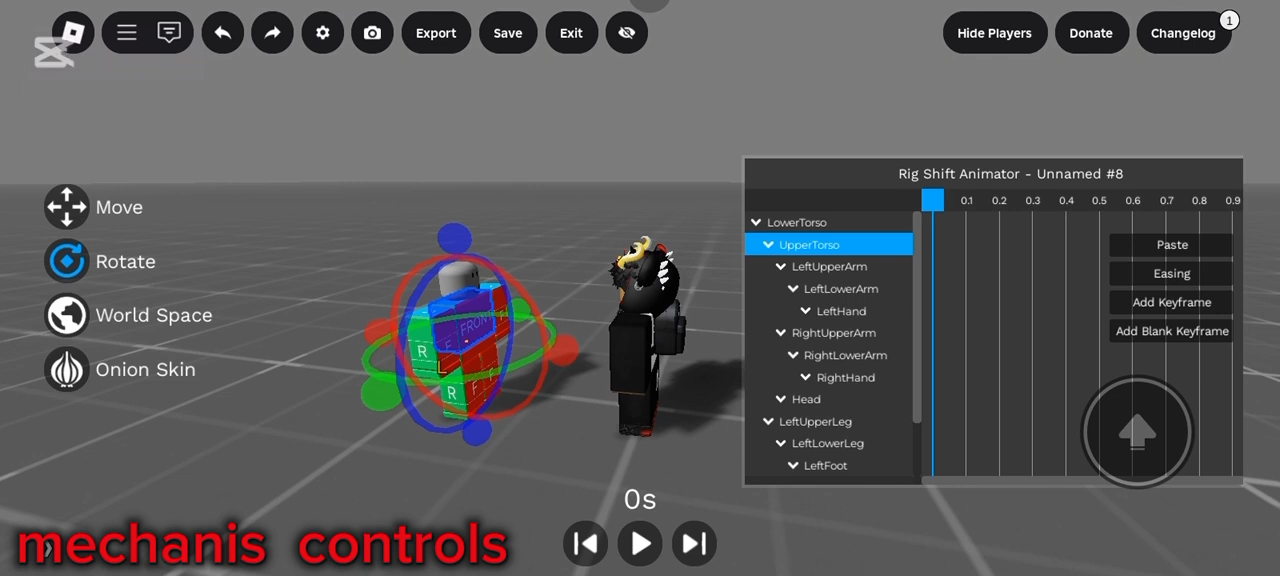 Export Save Exit Hide Players Donate Changelog 1
Rig Shift Animator - Unnamed #8
0.1 0.2 0.3 0.4 0.5 0.6 0.7 0.8 0.9
Move
Rotate
World Space
Onion Skin
LowerTorso
UpperTorso
LeftUpperArm
LeftLowerArm
LeftHand
RightUpperArm
RightLowerArm
RightHand
Head
LeftUpperLeg
LeftLowerLeg
LeftFoot
Paste
Easing
Add Keyframe
Add Blank Keyframe
FRONT
R
R
0s
mechanis controls